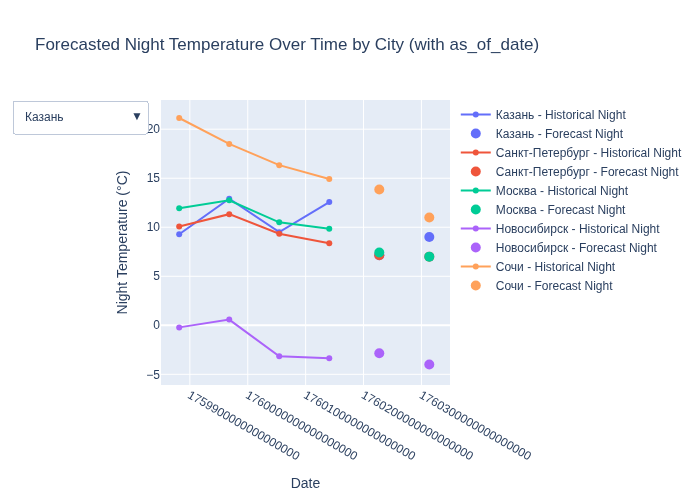 Forecasted Night Temperature Over Time by City (with as_of_date)
Казань ▼
20
15
10
5
0
−5
Night Temperature (°C)
1759900000000000000
1760000000000000000
1760100000000000000
1760200000000000000
1760300000000000000
Date
Казань - Historical Night
Казань - Forecast Night
Санкт-Петербург - Historical Night
Санкт-Петербург - Forecast Night
Москва - Historical Night
Москва - Forecast Night
Новосибирск - Historical Night
Новосибирск - Forecast Night
Сочи - Historical Night
Сочи - Forecast Night